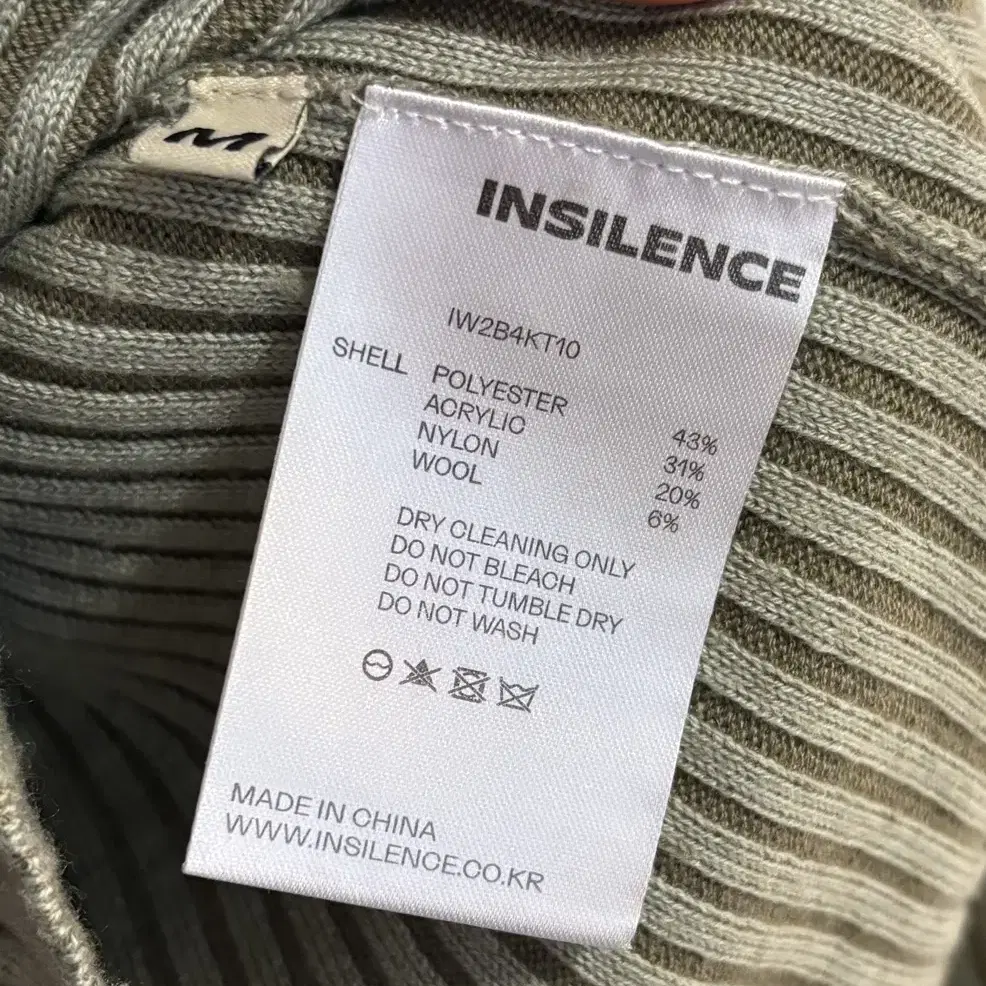 M
INSILENCE
IW2B4KT10
SHELL POLYESTER 43%
ACRYLIC 31%
NYLON 20%
WOOL 6%
DRY CLEANING ONLY
DO NOT BLEACH
DO NOT TUMBLE DRY
DO NOT WASH
MADE IN CHINA
WWW.INSILENCE.CO.KR